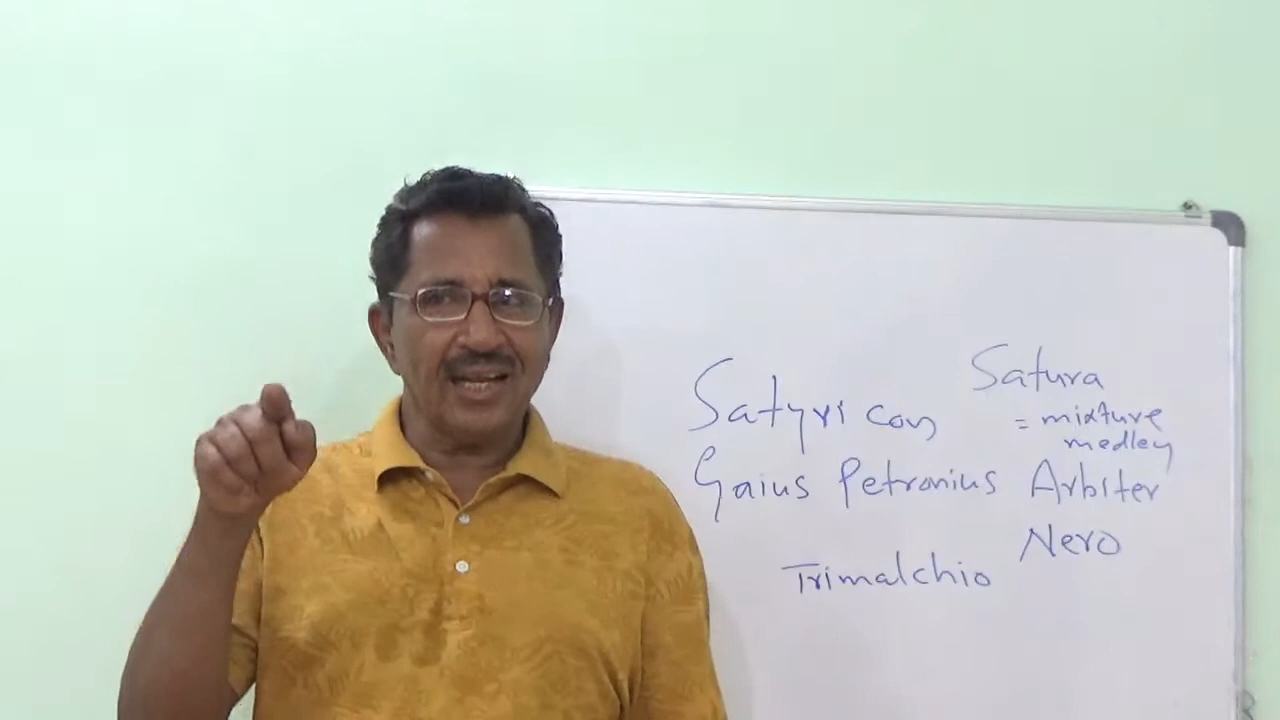 Satura
Satyricon
= mixture
medley
Gaius Petronius Arbiter
Nero
Trimalchio